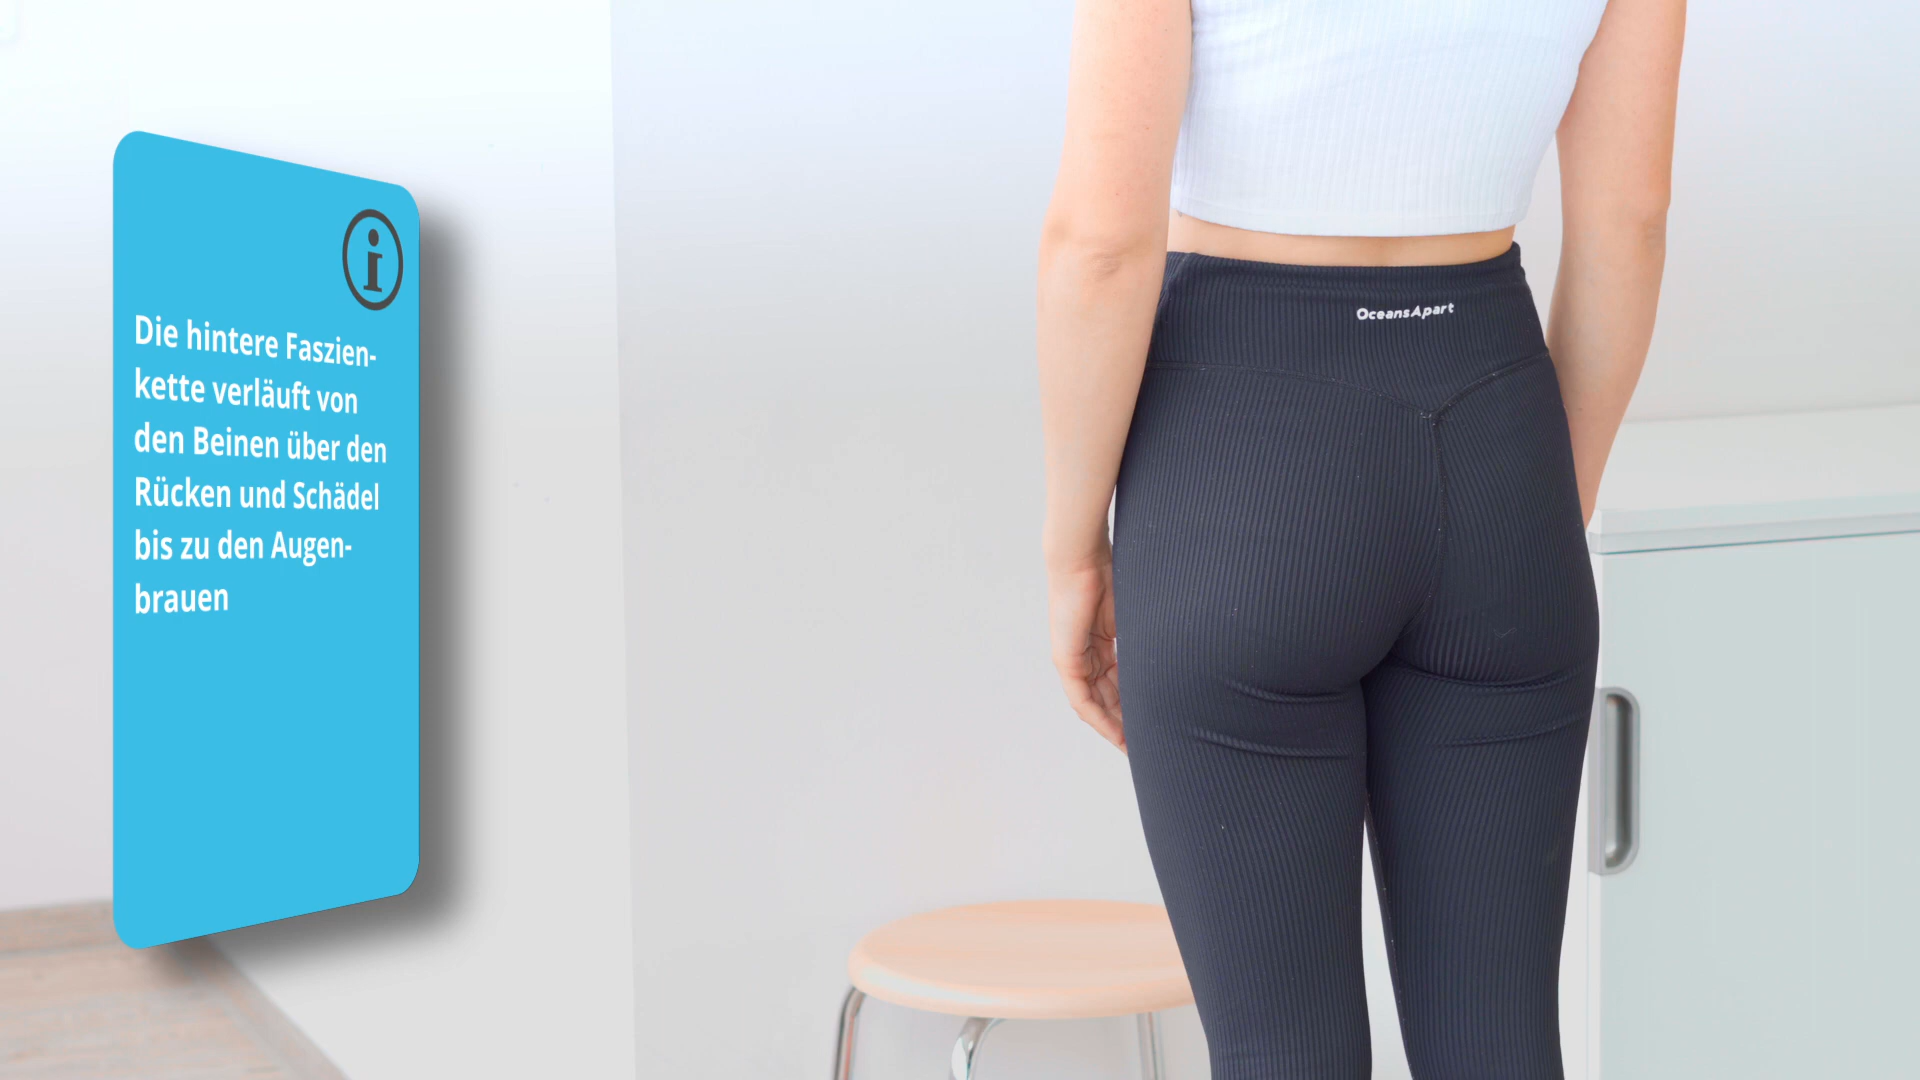 Die hintere Faszien-
kette verläuft von
den Beinen über den
Rücken und Schädel
bis zu den Augen-
brauen
OceansApart